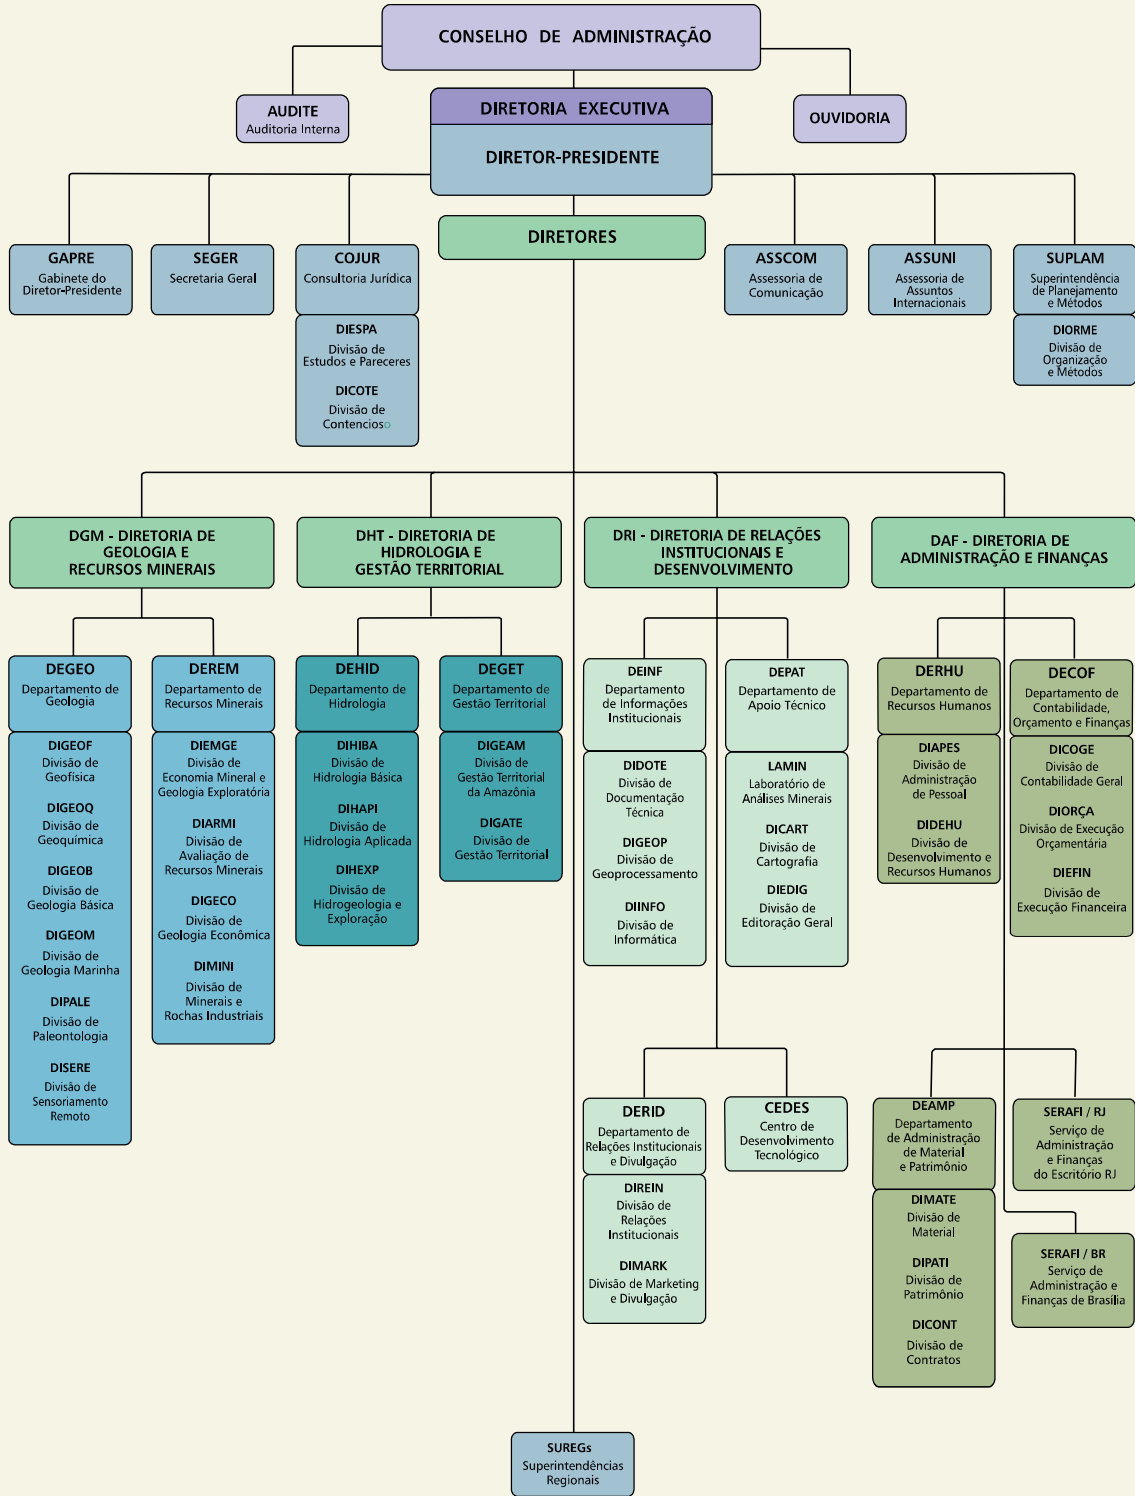 CONSELHO DE ADMINISTRAÇÃO
AUDITE
Auditoria Interna
DIRETORIA EXECUTIVA
DIRETOR-PRESIDENTE
OUVIDORIA
DIRETORES
GAPRE
Gabinete do
Diretor-Presidente
SEGER
Secretaria Geral
COJUR
Consultoria Jurídica
DIESPA
Divisão de
Estudos e Pareceres
DICOTE
Divisão de
Contencioso
ASSCOM
Assessoria de
Comunicação
ASSUNI
Assessoria de
Assuntos
Internacionais
SUPLAM
Superintendência
de Planejamento
e Métodos
DIORME
Divisão de
Organização
e Métodos
DGM - DIRETORIA DE
GEOLOGIA E
RECURSOS MINERAIS
DHT - DIRETORIA DE
HIDROLOGIA E
GESTÃO TERRITORIAL
DRI - DIRETORIA DE RELAÇÕES
INSTITUCIONAIS E
DESENVOLVIMENTO
DAF - DIRETORIA DE
ADMINISTRAÇÃO E FINANÇAS
DEGEO
Departamento de
Geologia
DIGEOF
Divisão de
Geofísica
DIGEOQ
Divisão de
Geoquímica
DIGEOB
Divisão de
Geologia Básica
DIGEOM
Divisão de
Geologia Marinha
DIPALE
Divisão de
Paleontologia
DISERE
Divisão de
Sensoriamento
Remoto
DEREM
Departamento de
Recursos Minerais
DIEMGE
Divisão de
Economia Mineral e
Geologia Exploratória
DIARMI
Divisão de
Avaliação de
Recursos Minerais
DIGECO
Divisão de
Geologia Econômica
DIMINI
Divisão de
Minerais e
Rochas Industriais
DEHID
Departamento de
Hidrologia
DIHIBA
Divisão de
Hidrologia Básica
DIHAPI
Divisão de
Hidrologia Aplicada
DIHEXP
Divisão de
Hidrogeologia e
Exploração
DEGET
Departamento de
Gestão Territorial
DIGEAM
Divisão de
Gestão Territorial
da Amazônia
DIGATE
Divisão de
Gestão Territorial
DEINF
Departamento
de Informações
Institucionais
DIDOTE
Divisão de
Documentação
Técnica
DIGEOP
Divisão de
Geoprocessamento
DIINFO
Divisão de
Informática
DEPAT
Departamento de
Apoio Técnico
LAMIN
Laboratório de
Análises Minerais
DICART
Divisão de
Cartografia
DIEDIG
Divisão de
Editoração Geral
DERHU
Departamento de
Recursos Humanos
DIAPES
Divisão de
Administração
de Pessoal
DIDEHU
Divisão de
Desenvolvimento e
Recursos Humanos
DECOF
Departamento de
Contabilidade,
Orçamento e Finanças
DICOGE
Divisão de
Contabilidade Geral
DIORÇA
Divisão de Execução
Orçamentária
DIEFIN
Divisão de
Execução Financeira
DERID
Departamento de
Relações Institucionais
e Divulgação
DIREIN
Divisão de
Relações
Institucionais
DIMARK
Divisão de Marketing
e Divulgação
CEDES
Centro de
Desenvolvimento
Tecnológico
DEAMP
Departamento
de Administração
de Material
e Patrimônio
DIMATE
Divisão de
Material
DIPATI
Divisão de
Patrimônio
DICONT
Divisão de
Contratos
SERAFI / RJ
Serviço de
Administração
e Finanças
do Escritório RJ
SERAFI / BR
Serviço de
Administração e
Finanças de Brasília
SUREGs
Superintendências
Regionais